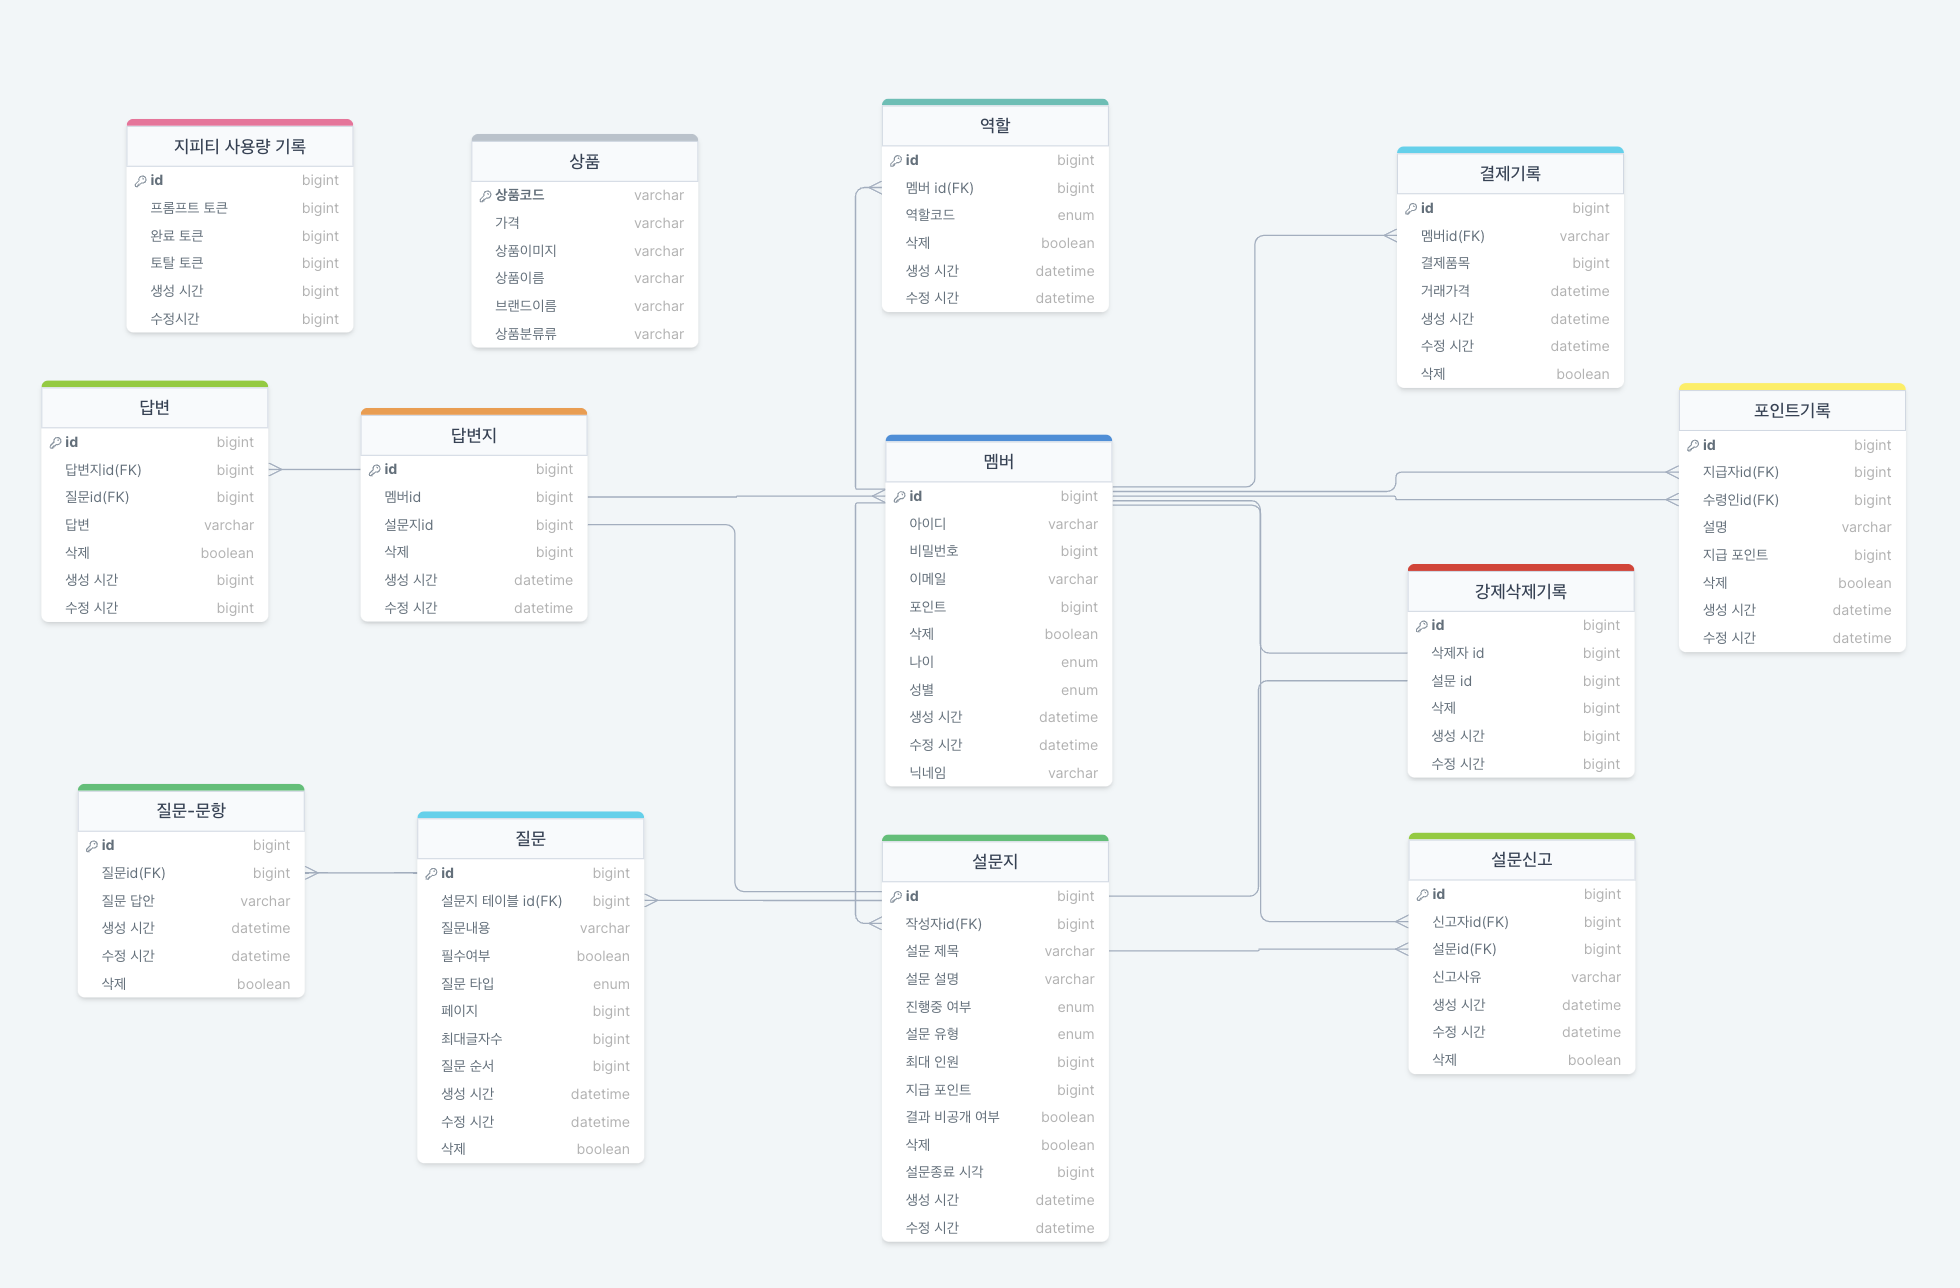 지피티 사용량 기록
id bigint
프롬프트 토큰 bigint
완료 토큰 bigint
토탈 토큰 bigint
생성 시간 bigint
수정시간 bigint
상품
상품코드 varchar
가격 varchar
상품이미지 varchar
상품이름 varchar
브랜드이름 varchar
상품분류류 varchar
역할
id bigint
멤버 id(FK) bigint
역할코드 enum
삭제 boolean
생성 시간 datetime
수정 시간 datetime
결제기록
id bigint
멤버id(FK) varchar
결제품목 bigint
거래가격 datetime
생성 시간 datetime
수정 시간 datetime
삭제 boolean
답변
id bigint
답변지id(FK) bigint
질문id(FK) bigint
답변 varchar
삭제 boolean
생성 시간 bigint
수정 시간 bigint
답변지
id bigint
멤버id bigint
설문지id bigint
삭제 bigint
생성 시간 datetime
수정 시간 datetime
멤버
id bigint
아이디 varchar
비밀번호 bigint
이메일 varchar
포인트 bigint
삭제 boolean
나이 enum
성별 enum
생성 시간 datetime
수정 시간 datetime
닉네임 varchar
포인트기록
id bigint
지급자id(FK) bigint
수령인id(FK) bigint
설명 varchar
지급 포인트 bigint
삭제 boolean
생성 시간 datetime
수정 시간 datetime
강제삭제기록
id bigint
삭제자 id bigint
설문 id bigint
삭제 bigint
생성 시간 bigint
수정 시간 bigint
질문-문항
id bigint
질문id(FK) bigint
질문 답안 varchar
생성 시간 datetime
수정 시간 datetime
삭제 boolean
질문
id bigint
설문지 테이블 id(FK) bigint
질문내용 varchar
필수여부 boolean
질문 타입 enum
페이지 bigint
최대글자수 bigint
질문 순서 bigint
생성 시간 datetime
수정 시간 datetime
삭제 boolean
설문지
id bigint
작성자id(FK) bigint
설문 제목 varchar
설문 설명 varchar
진행중 여부 enum
설문 유형 enum
최대 인원 bigint
지급 포인트 bigint
결과 비공개 여부 boolean
삭제 boolean
설문종료 시각 bigint
생성 시간 datetime
수정 시간 datetime
설문신고
id bigint
신고자id(FK) bigint
설문id(FK) bigint
신고사유 varchar
생성 시간 datetime
수정 시간 datetime
삭제 boolean